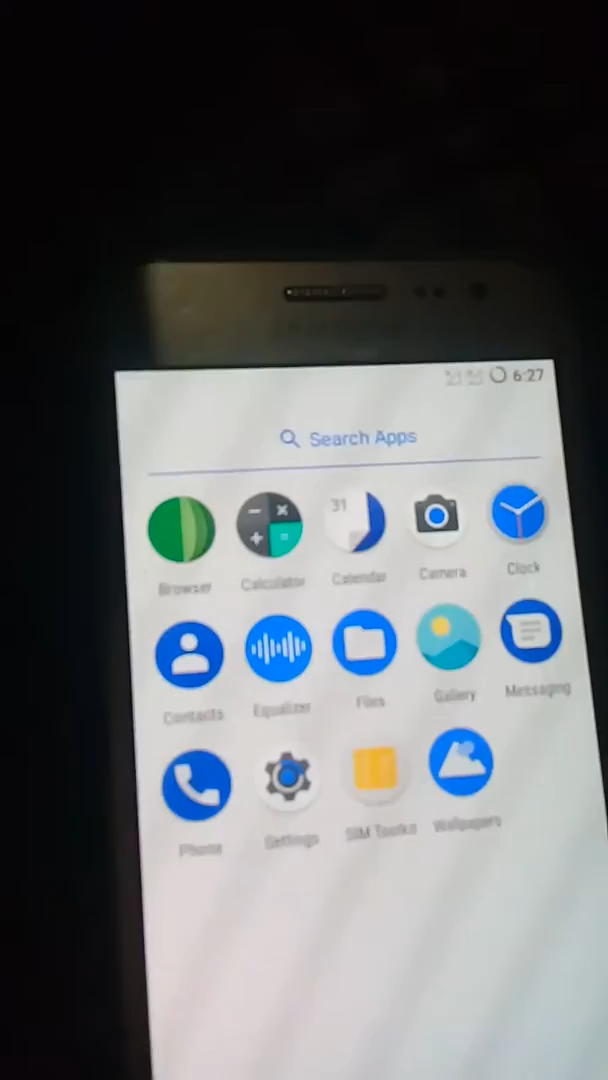 6:27
Search Apps
31
Browser Calculator Calendar Camera Clock
Contacts Equalizer Files Gallery Messaging
Phone Settings SIM Toolkit Wallpapers